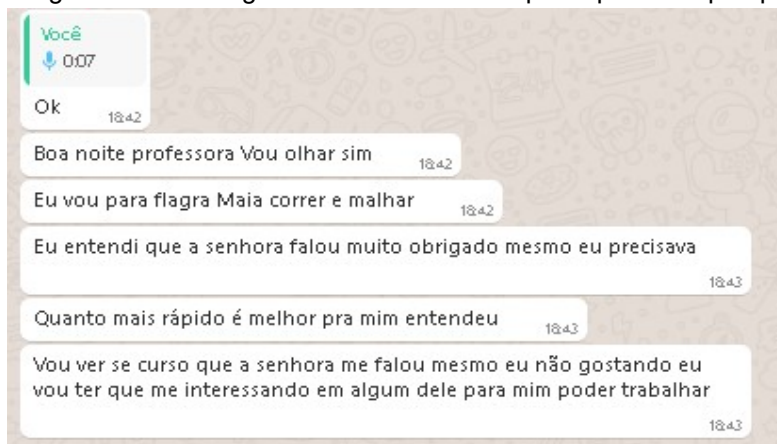 Você
0:07
Ok
18:42
Boa noite professora Vou olhar sim
18:42
Eu vou para flagra Maia correr e malhar
18:42
Eu entendi que a senhora falou muito obrigado mesmo eu precisava
18:43
Quanto mais rápido é melhor pra mim entendeu
18:43
Vou ver se curso que a senhora me falou mesmo eu não gostando eu
vou ter que me interessando em algum dele para mim poder trabalhar
18:43